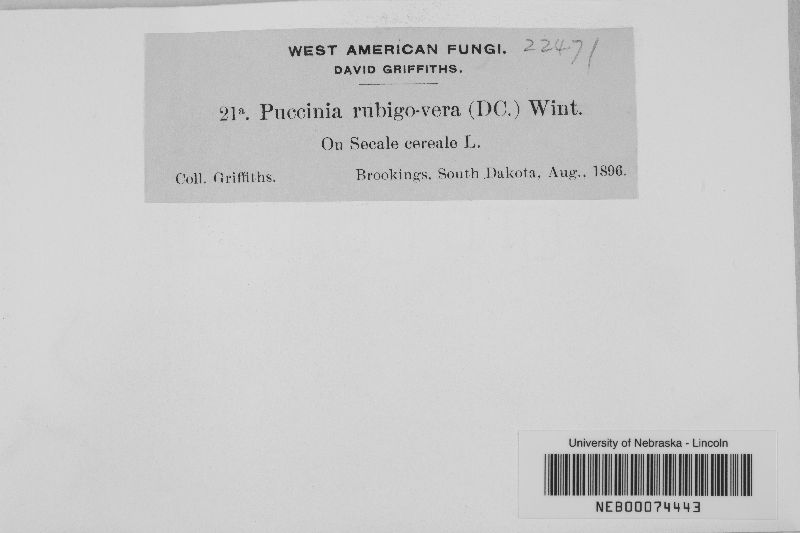 WEST AMERICAN FUNGI. 22471
DAVID GRIFFITHS.
21ª. Puccinia rubigo-vera (DC.) Wint.
On Secale cereale L.
Coll. Griffiths. Brookings, South Dakota, Aug., 1896.
University of Nebraska - Lincoln
NEB00074443